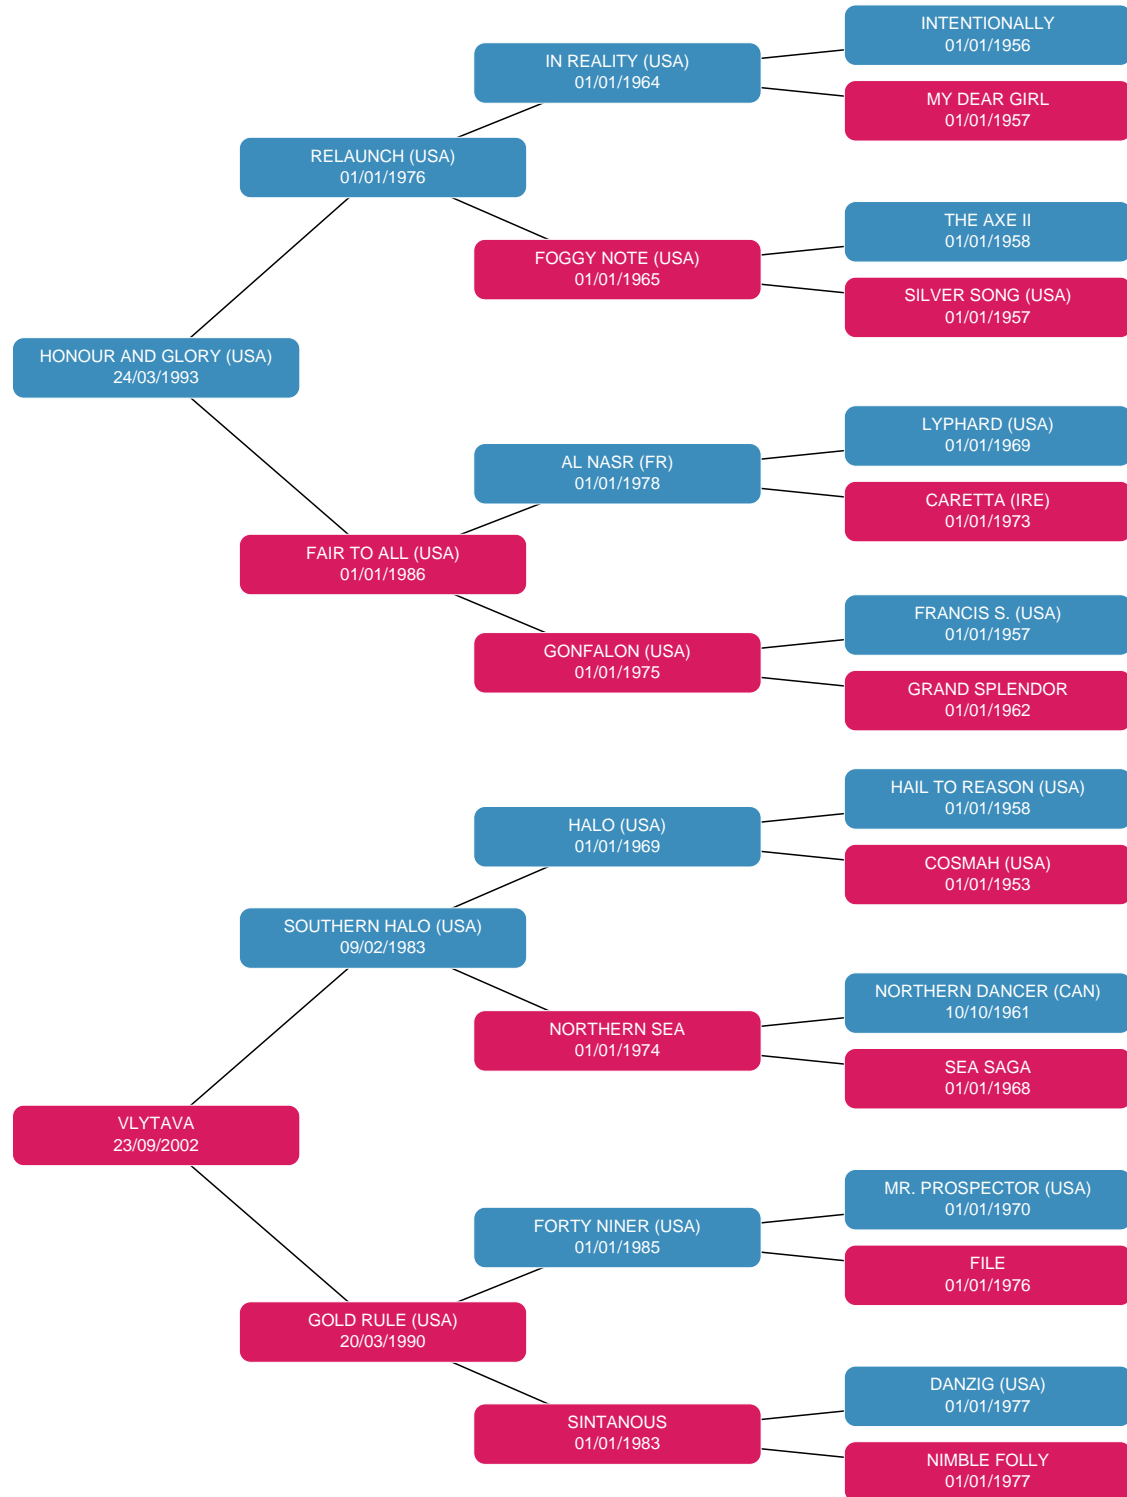 INTENTIONALLY
01/01/1956
IN REALITY (USA)
01/01/1964
MY DEAR GIRL
01/01/1957
RELAUNCH (USA)
01/01/1976
THE AXE II
01/01/1958
FOGGY NOTE (USA)
01/01/1965
SILVER SONG (USA)
01/01/1957
HONOUR AND GLORY (USA)
24/03/1993
LYPHARD (USA)
01/01/1969
AL NASR (FR)
01/01/1978
CARETTA (IRE)
01/01/1973
FAIR TO ALL (USA)
01/01/1986
FRANCIS S. (USA)
01/01/1957
GONFALON (USA)
01/01/1975
GRAND SPLENDOR
01/01/1962
HAIL TO REASON (USA)
01/01/1958
HALO (USA)
01/01/1969
COSMAH (USA)
01/01/1953
SOUTHERN HALO (USA)
09/02/1983
NORTHERN DANCER (CAN)
10/10/1961
NORTHERN SEA
01/01/1974
SEA SAGA
01/01/1968
VLYTAVA
23/09/2002
MR. PROSPECTOR (USA)
01/01/1970
FORTY NINER (USA)
01/01/1985
FILE
01/01/1976
GOLD RULE (USA)
20/03/1990
DANZIG (USA)
01/01/1977
SINTANOUS
01/01/1983
NIMBLE FOLLY
01/01/1977